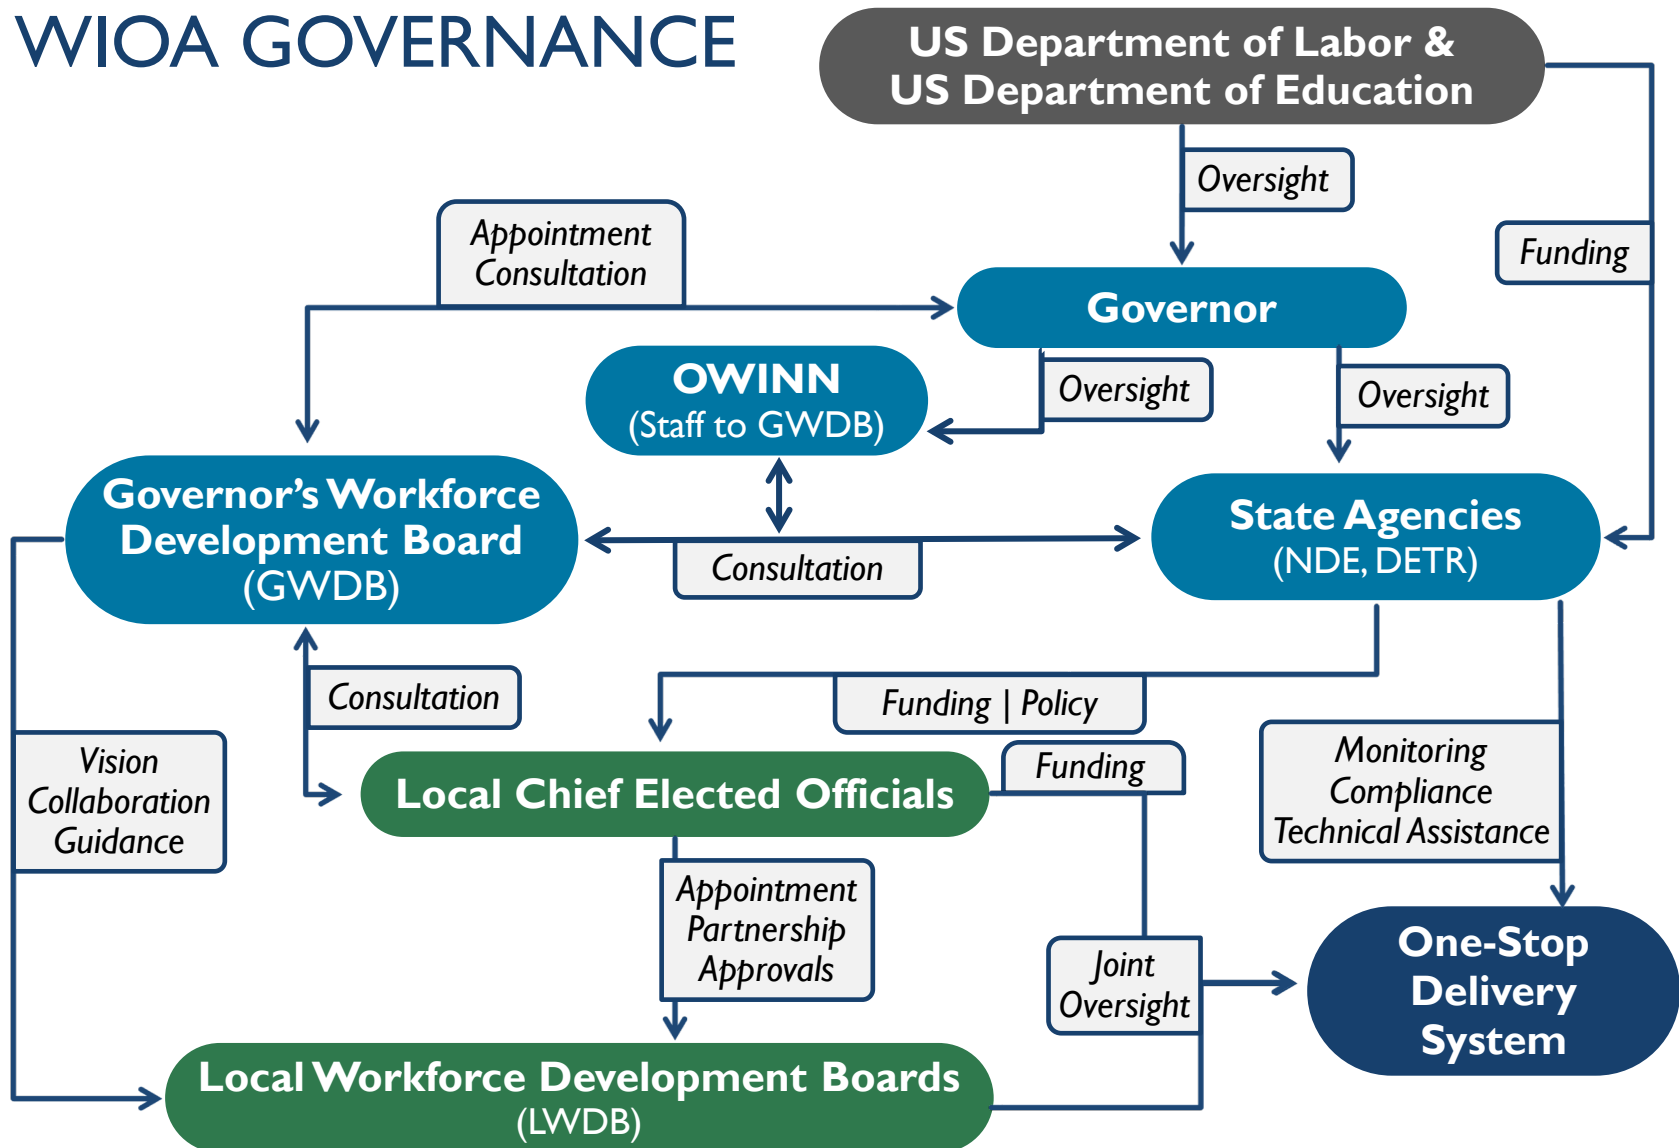 WIOA GOVERNANCE
US Department of Labor &
US Department of Education
Oversight
Funding
Appointment
Consultation
Governor
OWINN
(Staff to GWDB)
Oversight
Oversight
Governor's Workforce
Development Board
(GWDB)
Consultation
State Agencies
(NDE, DETR)
Consultation
Funding | Policy
Vision
Collaboration
Guidance
Local Chief Elected Officials
Funding
Monitoring
Compliance
Technical Assistance
Appointment
Partnership
Approvals
Joint
Oversight
One-Stop
Delivery
System
Local Workforce Development Boards
(LWDB)